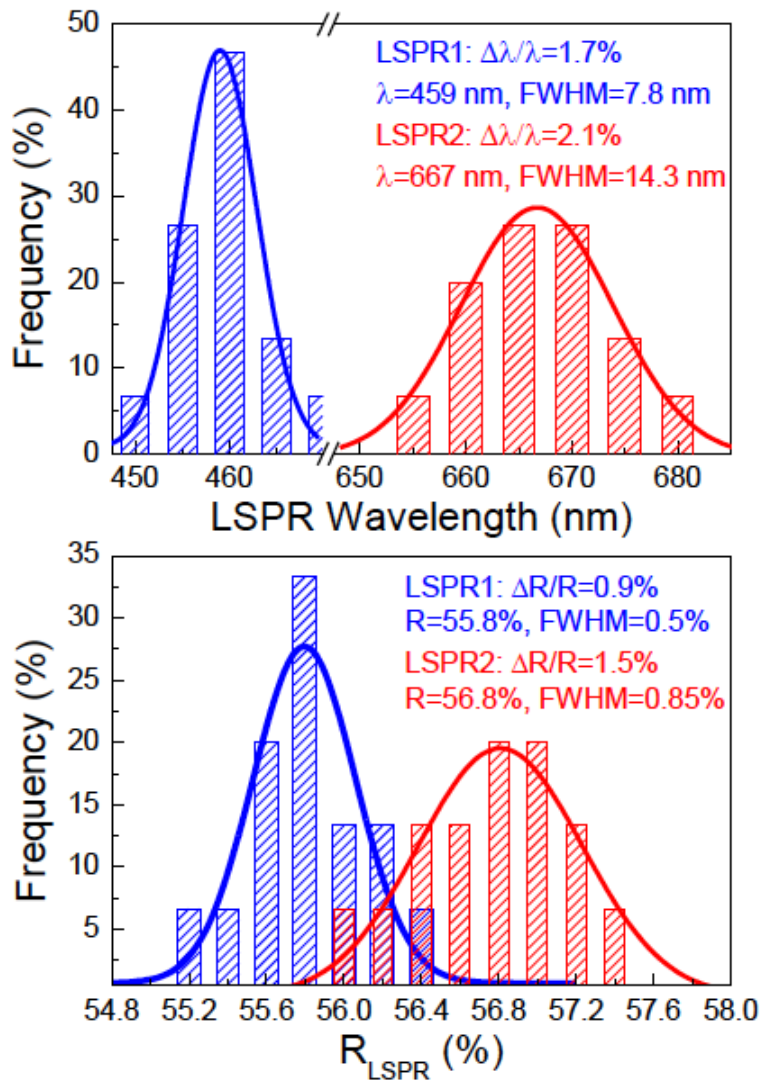 50
40
30
20
10
0
Frequency (%)
LSPR1: Δλ/λ=1.7%
λ=459 nm, FWHM=7.8 nm
LSPR2: Δλ/λ=2.1%
λ=667 nm, FWHM=14.3 nm
450 460 650 660 670 680
LSPR Wavelength (nm)
35
30
25
20
15
10
5
Frequency (%)
LSPR1: ΔR/R=0.9%
R=55.8%, FWHM=0.5%
LSPR2: ΔR/R=1.5%
R=56.8%, FWHM=0.85%
54.8 55.2 55.6 56.0 56.4 56.8 57.2 57.6 58.0
R_LSPR (%)